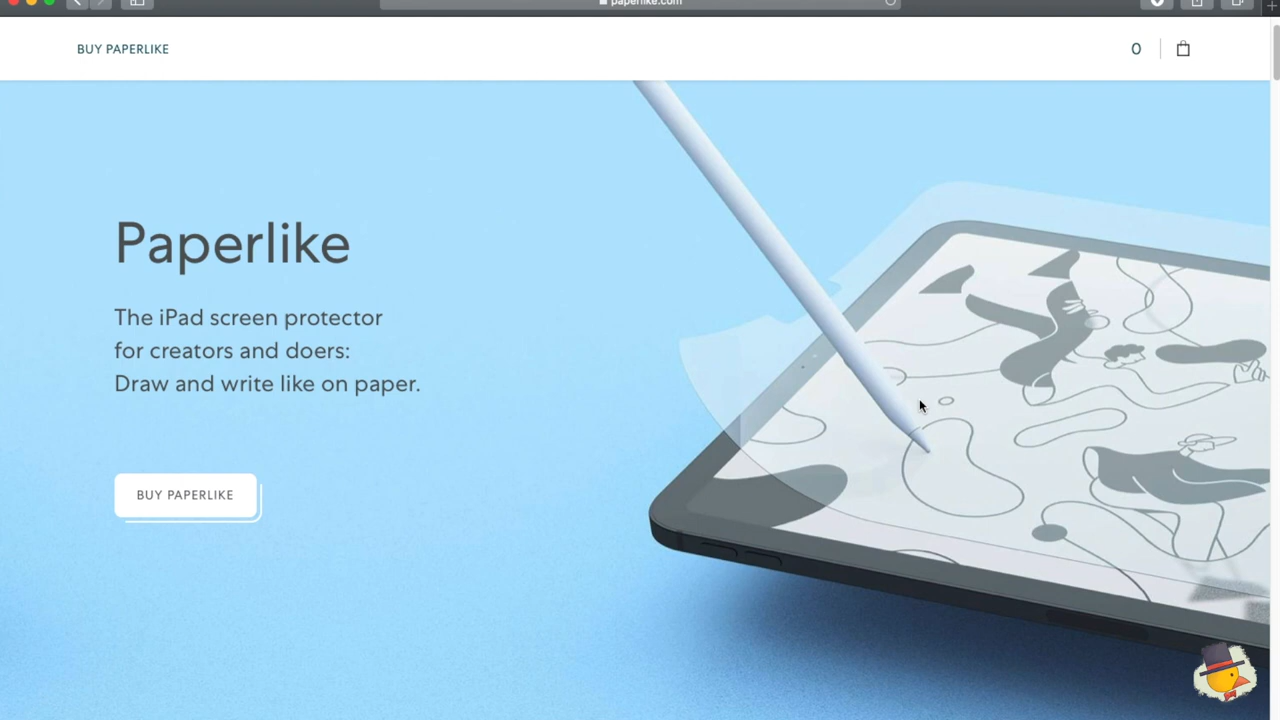 paperlike.com
BUY PAPERLIKE
0
Paperlike
The iPad screen protector
for creators and doers:
Draw and write like on paper.
BUY PAPERLIKE